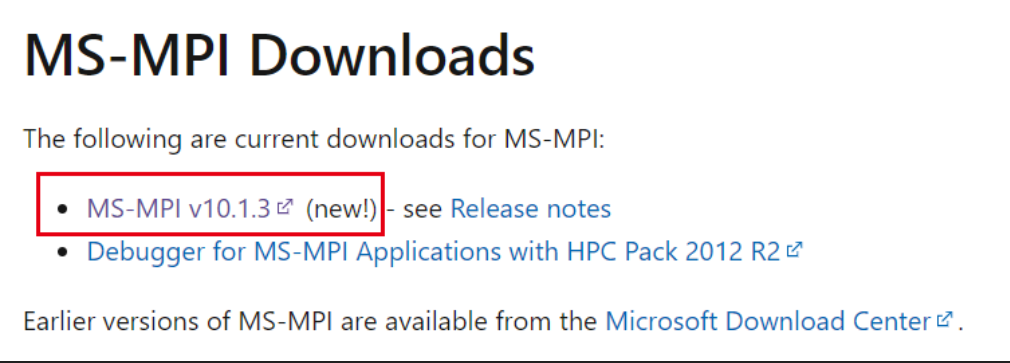 MS-MPI Downloads
The following are current downloads for MS-MPI:
• MS-MPI v10.1.3 (new!) - see Release notes
• Debugger for MS-MPI Applications with HPC Pack 2012 R2
Earlier versions of MS-MPI are available from the Microsoft Download Center .